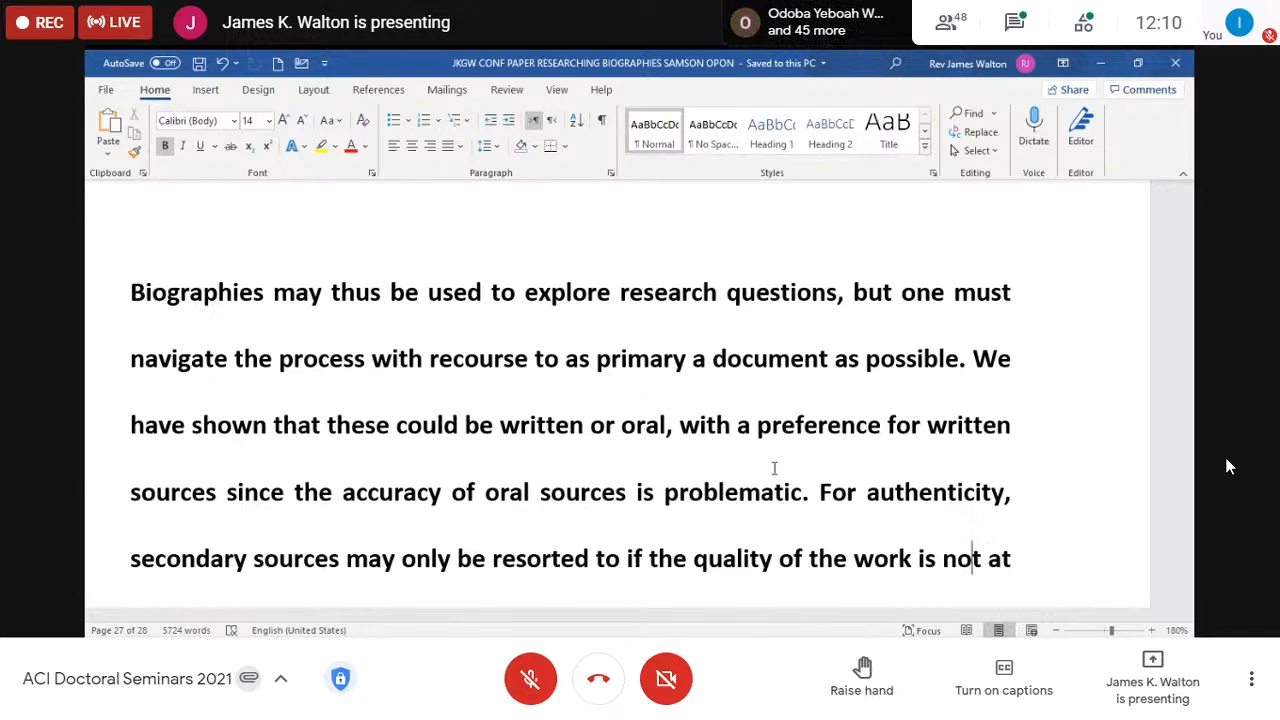 REC LIVE J James K. Walton is presenting
O Odoba Yeboah W...
and 45 more
48
12:10
You I
AutoSave Off JKGW CONF PAPER RESEARCHING BIOGRAPHIES SAMSON OPON - Saved to this PC Rev James Walton RJ
File Home Insert Design Layout References Mailings Review View Help Share Comments
Paste
Calibri (Body) 14
AaBbCcDc AaBbCcDc AaBbCc AaBbCcD AaB
¶ Normal ¶ No Spac... Heading 1 Heading 2 Title
Find
Replace
Select
Dictate
Editor
Clipboard Font Paragraph Styles Editing Voice Editor
Biographies may thus be used to explore research questions, but one must
navigate the process with recourse to as primary a document as possible. We
have shown that these could be written or oral, with a preference for written
sources since the accuracy of oral sources is problematic. For authenticity,
secondary sources may only be resorted to if the quality of the work is not at
Page 27 of 28 5724 words English (United States) Focus 180%
ACI Doctoral Seminars 2021
Raise hand
Turn on captions
James K. Walton
is presenting